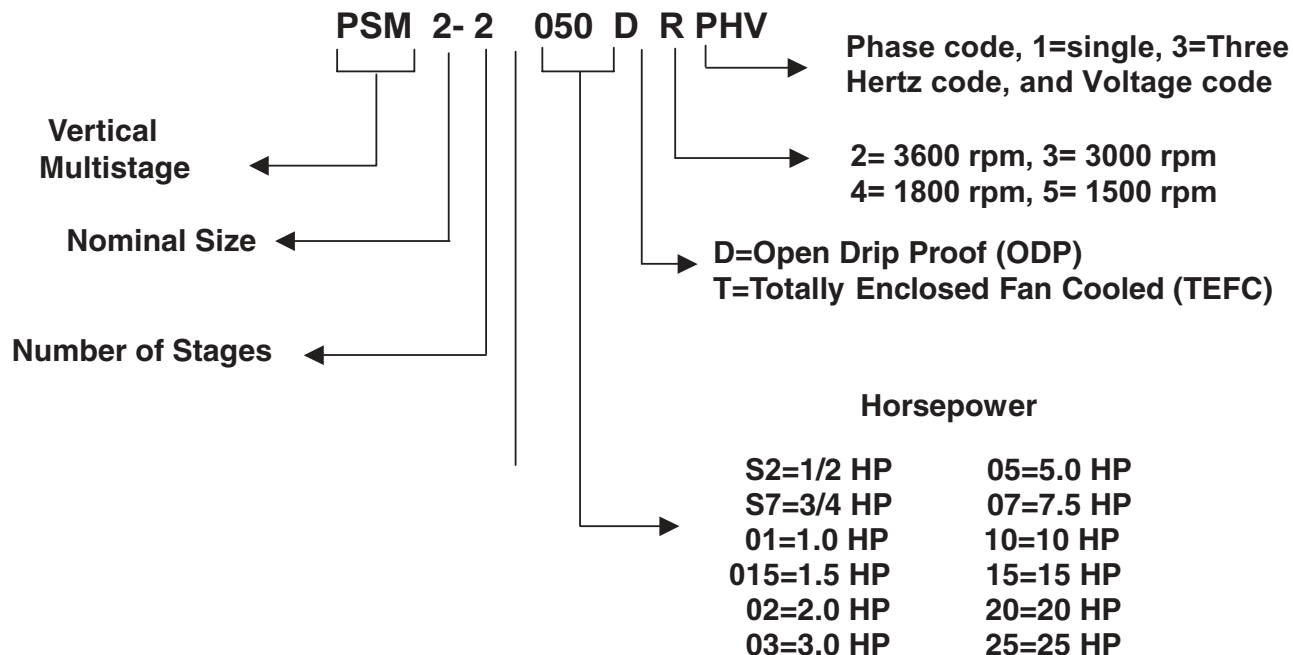 PSM 2- 2 050 D R PHV
Phase code, 1=single, 3=Three
Hertz code, and Voltage code
Vertical
Multistage
2= 3600 rpm, 3= 3000 rpm
4= 1800 rpm, 5= 1500 rpm
Nominal Size
D=Open Drip Proof (ODP)
T=Totally Enclosed Fan Cooled (TEFC)
Number of Stages
Horsepower
S2=1/2 HP 05=5.0 HP
S7=3/4 HP 07=7.5 HP
01=1.0 HP 10=10 HP
015=1.5 HP 15=15 HP
02=2.0 HP 20=20 HP
03=3.0 HP 25=25 HP